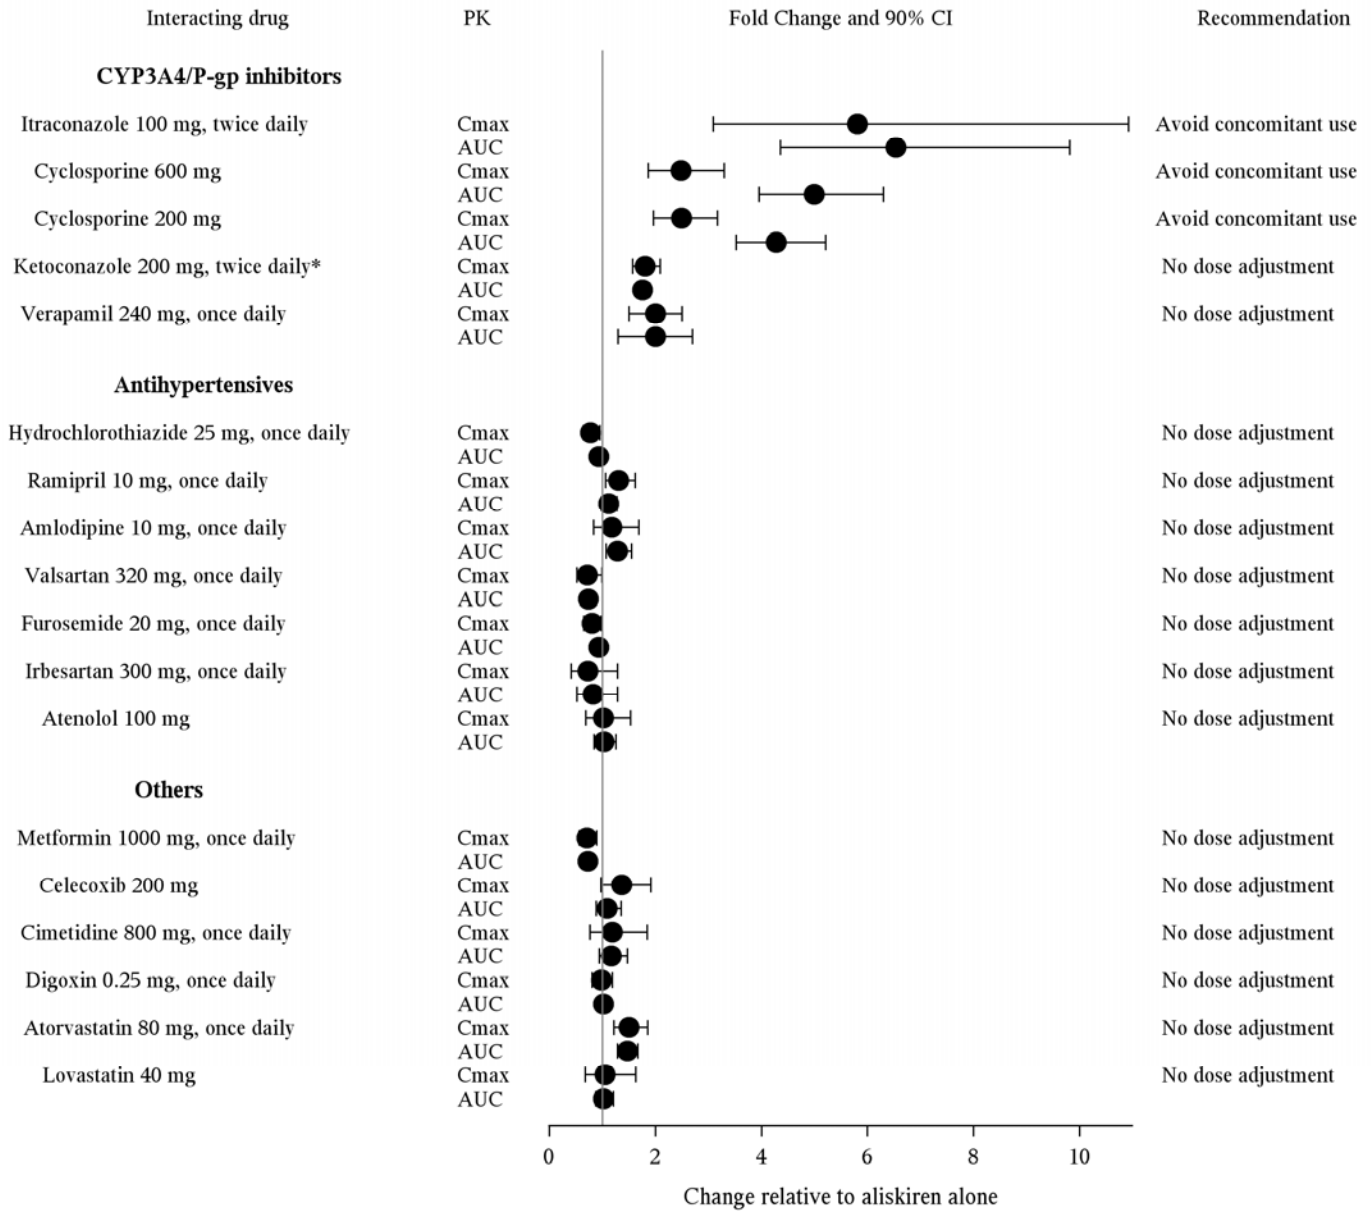 Interacting drug PK Fold Change and 90% CI Recommendation
CYP3A4/P-gp inhibitors
Itraconazole 100 mg, twice daily Cmax Avoid concomitant use
AUC
Cyclosporine 600 mg Cmax Avoid concomitant use
AUC
Cyclosporine 200 mg Cmax Avoid concomitant use
AUC
Ketoconazole 200 mg, twice daily* Cmax No dose adjustment
AUC
Verapamil 240 mg, once daily Cmax No dose adjustment
AUC
Antihypertensives
Hydrochlorothiazide 25 mg, once daily Cmax No dose adjustment
AUC
Ramipril 10 mg, once daily Cmax No dose adjustment
AUC
Amlodipine 10 mg, once daily Cmax No dose adjustment
AUC
Valsartan 320 mg, once daily Cmax No dose adjustment
AUC
Furosemide 20 mg, once daily Cmax No dose adjustment
AUC
Irbesartan 300 mg, once daily Cmax No dose adjustment
AUC
Atenolol 100 mg Cmax No dose adjustment
AUC
Others
Metformin 1000 mg, once daily Cmax No dose adjustment
AUC
Celecoxib 200 mg Cmax No dose adjustment
AUC
Cimetidine 800 mg, once daily Cmax No dose adjustment
AUC
Digoxin 0.25 mg, once daily Cmax No dose adjustment
AUC
Atorvastatin 80 mg, once daily Cmax No dose adjustment
AUC
Lovastatin 40 mg Cmax No dose adjustment
AUC
0 2 4 6 8 10
Change relative to aliskiren alone